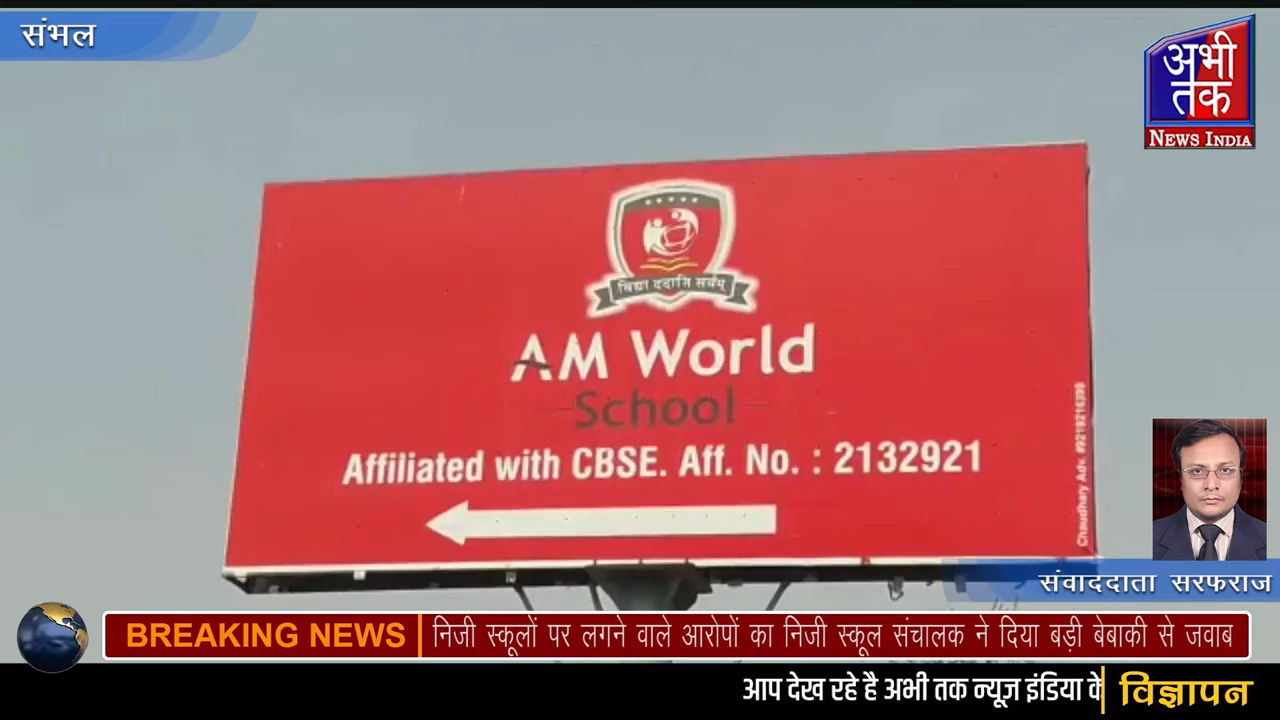 संभल
अभी
तक
NEWS INDIA
विद्या ददाति सर्वम्
AM World
School
Affiliated with CBSE. Aff. No. : 2132921
Chaudhary Adv.
संवाददाता सरफराज
BREAKING NEWS
निजी स्कूलों पर लगने वाले आरोपों का निजी स्कूल संचालक ने दिया बड़ी बेबाकी से जवाब
आप देख रहे है अभी तक न्यूज़ इंडिया के
विज्ञापन